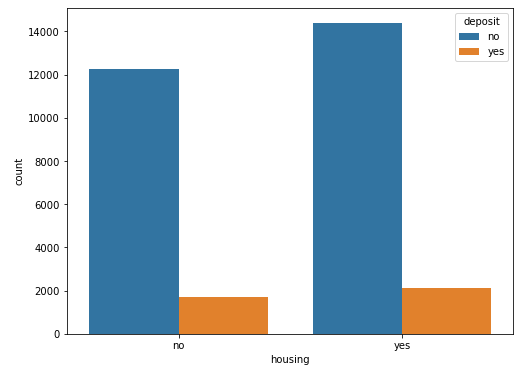 deposit
no
yes
14000
12000
10000
8000
6000
4000
2000
0
count
no
yes
housing